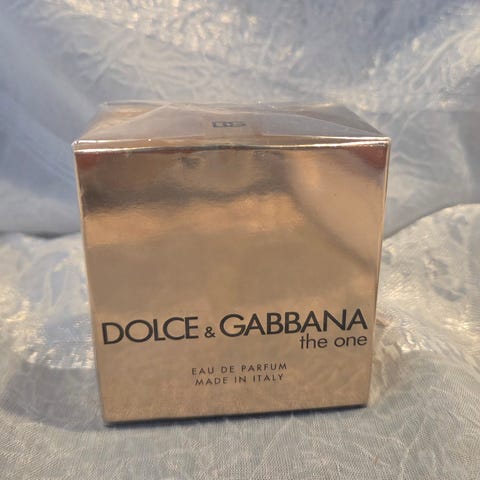 DOLCE & GABBANA
the one
EAU DE PARFUM
MADE IN ITALY